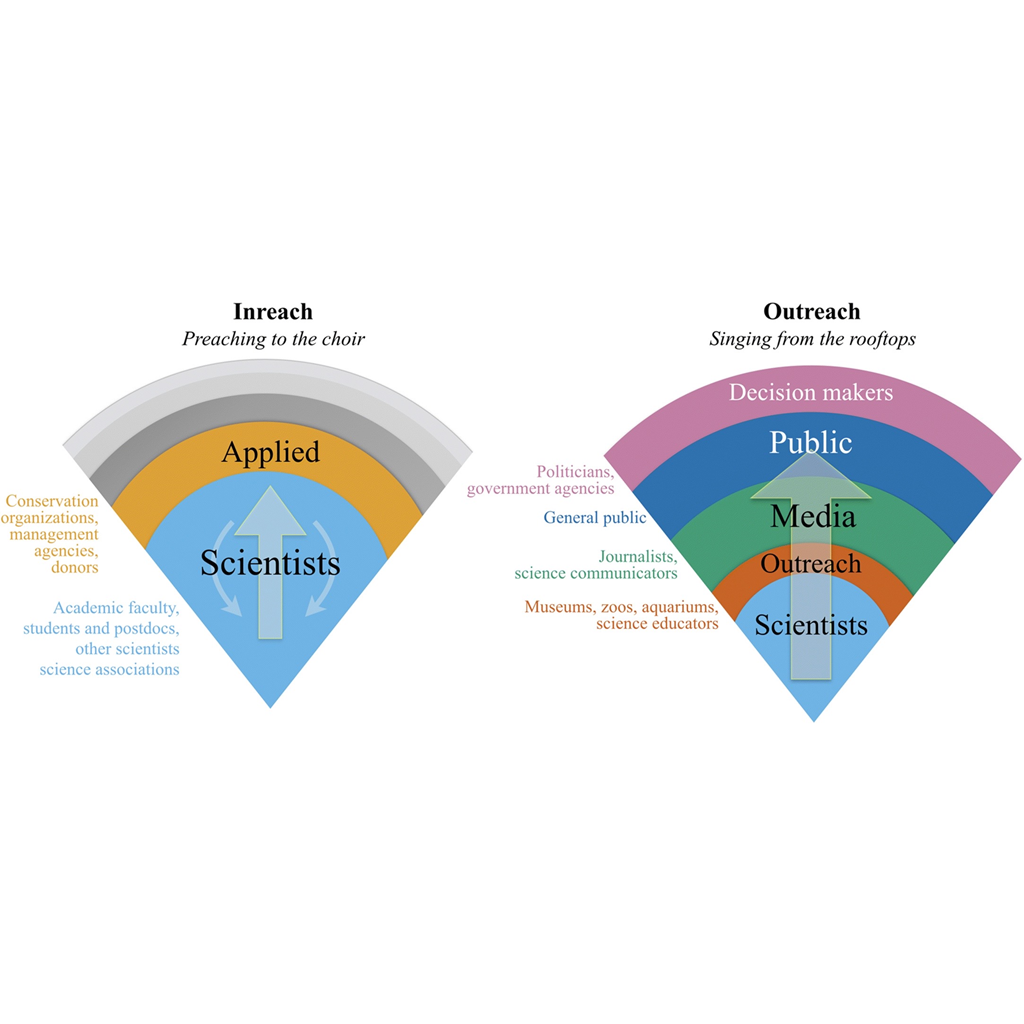 Inreach
Preaching to the choir
Applied
Scientists
Conservation
organizations,
management
agencies,
donors
Academic faculty,
students and postdocs,
other scientists
science associations
Outreach
Singing from the rooftops
Decision makers
Public
Media
Outreach
Scientists
Politicians,
government agencies
General public
Journalists,
science communicators
Museums, zoos, aquariums,
science educators